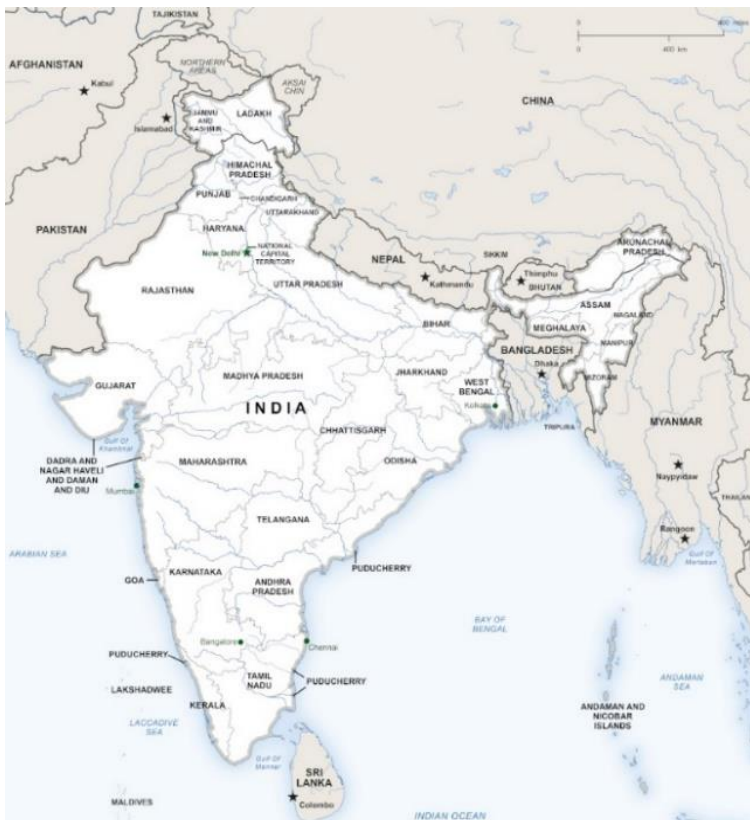 TAJIKISTAN
0
400 miles
0
400 km
AFGHANISTAN
Kabul
NORTHERN
AREAS
AKSAI
CHIN
CHINA
Islamabad
JAMMU
AND
KASHMIR
LADAKH
HIMACHAL
PRADESH
PUNJAB
CHANDIGARH
UTTARAKHAND
PAKISTAN
HARYANA
New Delhi
NATIONAL
CAPITAL
TERRITORY
NEPAL
Kathmandu
SIKKIM
Thimphu
BHUTAN
ARUNACHAL
PRADESH
RAJASTHAN
UTTAR PRADESH
ASSAM
NAGALAND
BIHAR
MEGHALAYA
MANIPUR
BANGLADESH
Dhaka
MIZORAM
GUJARAT
MADHYA PRADESH
JHARKHAND
WEST
BENGAL
Kolkata
INDIA
TRIPURA
MYANMAR
CHHATTISGARH
Gulf Of
Khambhat
DADRA AND
NAGAR HAVELI
AND DAMAN
AND DIU
MAHARASHTRA
ODISHA
Mumbai
Naypyidaw
THAILAND
TELANGANA
ARABIAN SEA
Rangoon
Gulf Of
Martaban
KARNATAKA
PUDUCHERRY
GOA
ANDHRA
PRADESH
BAY OF
BENGAL
Bangalore
Chennai
PUDUCHERRY
TAMIL
NADU
PUDUCHERRY
ANDAMAN
SEA
LAKSHADWEE
KERALA
ANDAMAN AND
NICOBAR
ISLANDS
LACCADIVE
SEA
Gulf Of
Mannar
SRI
LANKA
Colombo
MALDIVES
INDIAN OCEAN